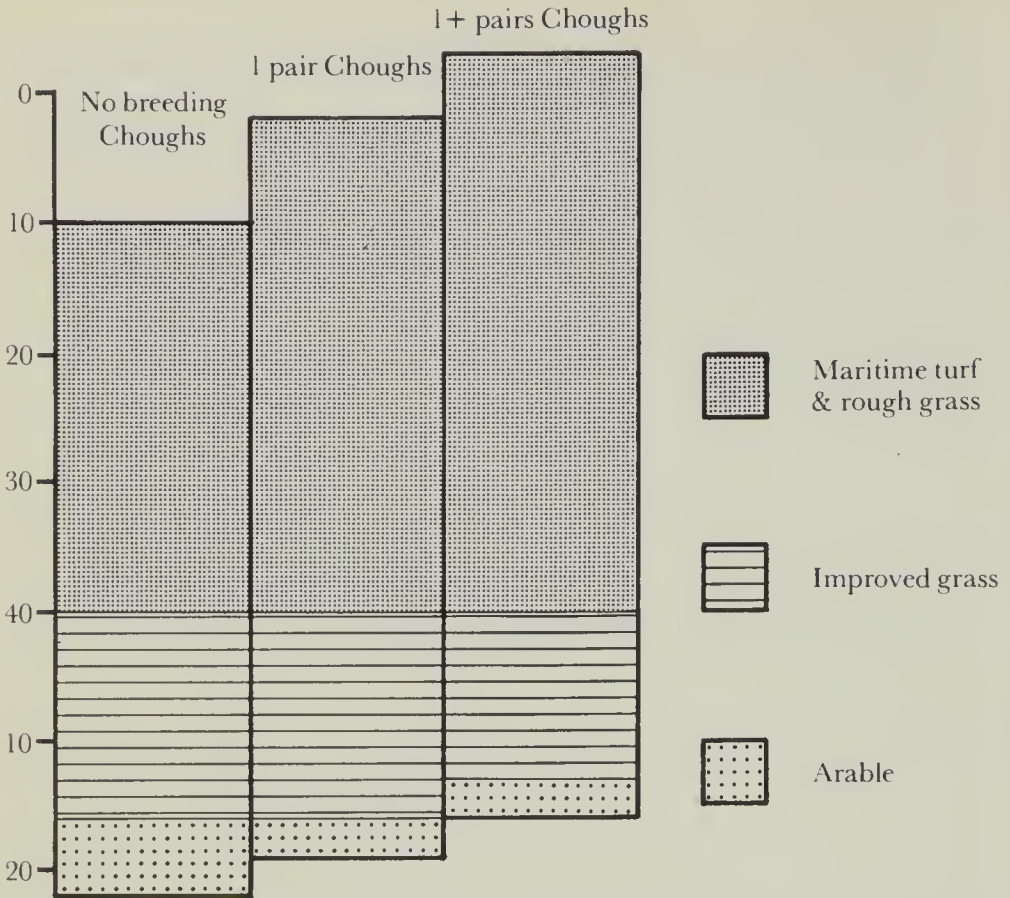 1+ pairs Choughs
1 pair Choughs
No breeding
Choughs
0
10
20
30
40
10
20
Maritime turf
& rough grass
Improved grass
Arable